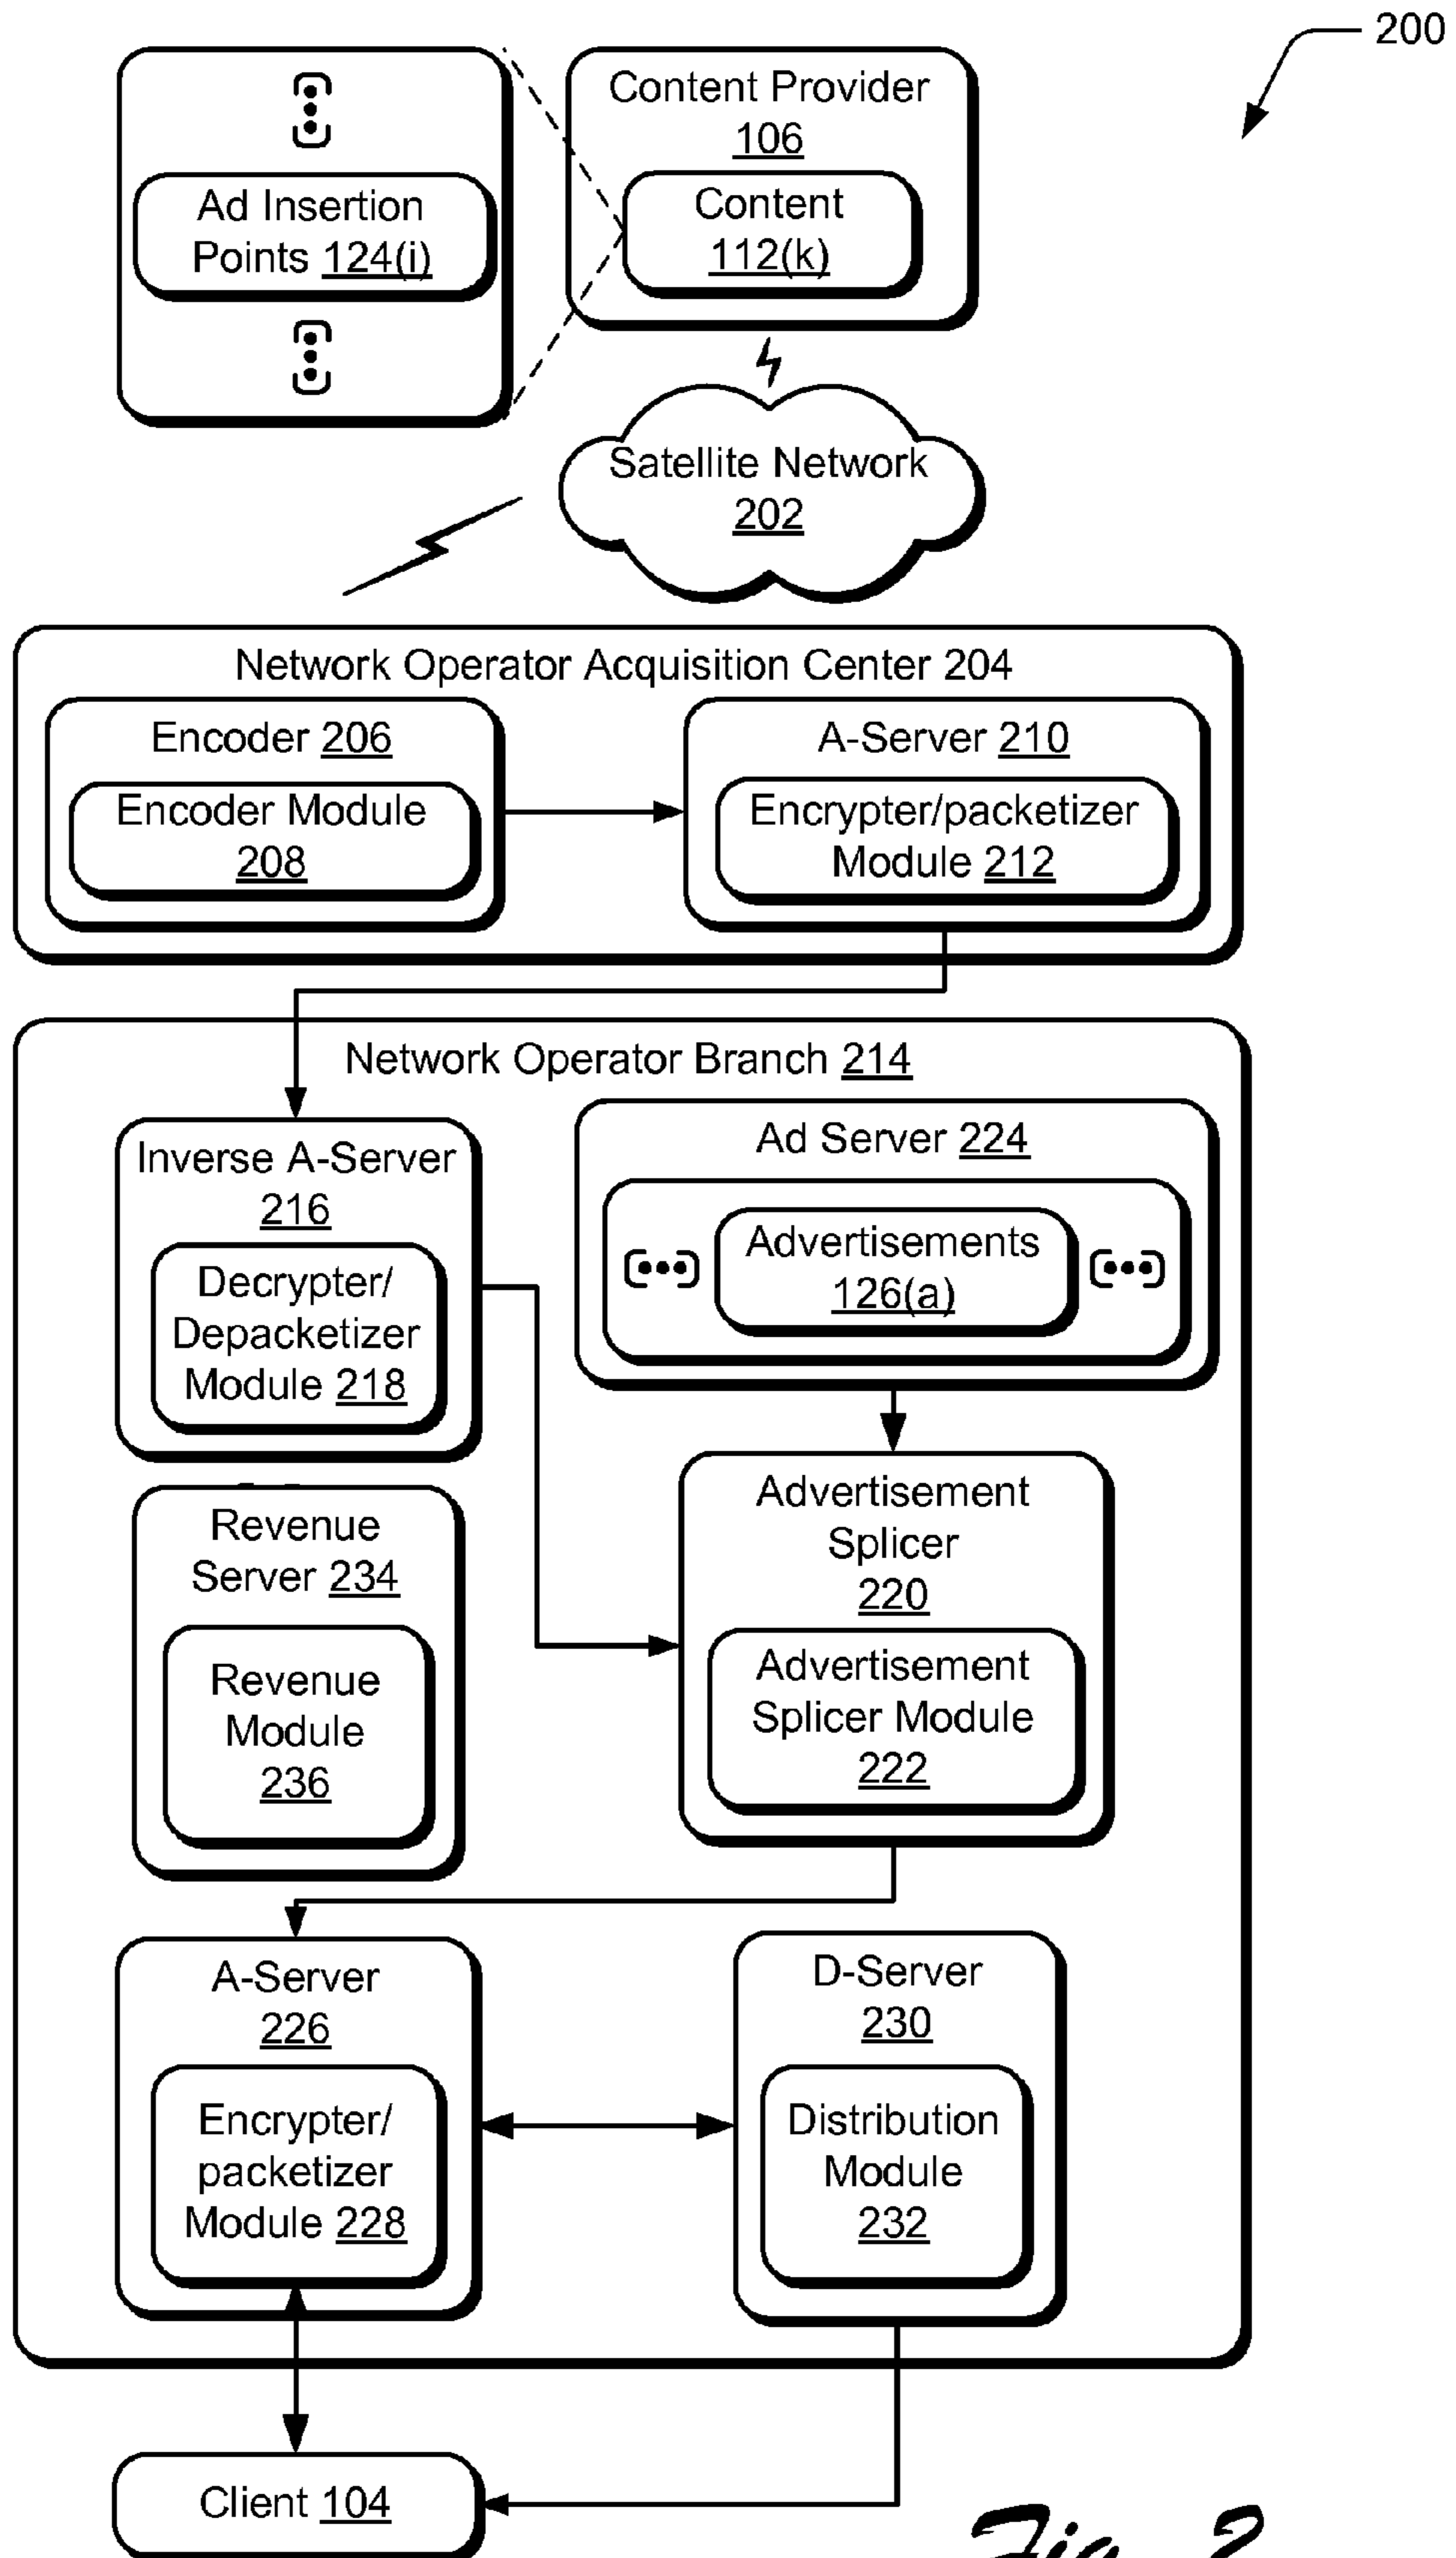 200
Content Provider
106
Content
112(k)
Ad Insertion
Points 124(i)
Satellite Network
202
Network Operator Acquisition Center 204
Encoder 206
Encoder Module
208
A-Server 210
Encrypter/packetizer
Module 212
Network Operator Branch 214
Inverse A-Server
216
Decrypter/
Depacketizer
Module 218
Ad Server 224
Advertisements
126(a)
Revenue
Server 234
Revenue
Module
236
Advertisement
Splicer
220
Advertisement
Splicer Module
222
A-Server
226
Encrypter/
packetizer
Module 228
D-Server
230
Distribution
Module
232
Client 104
Fig. 2